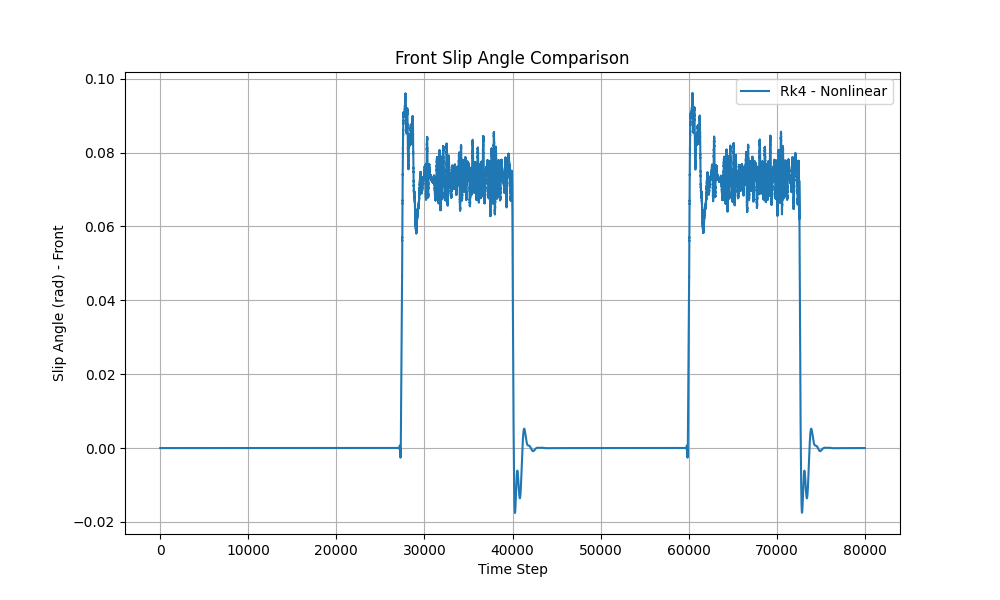 Front Slip Angle Comparison
Rk4 - Nonlinear
Slip Angle (rad) - Front
0.10
0.08
0.06
0.04
0.02
0.00
−0.02
0 10000 20000 30000 40000 50000 60000 70000 80000
Time Step